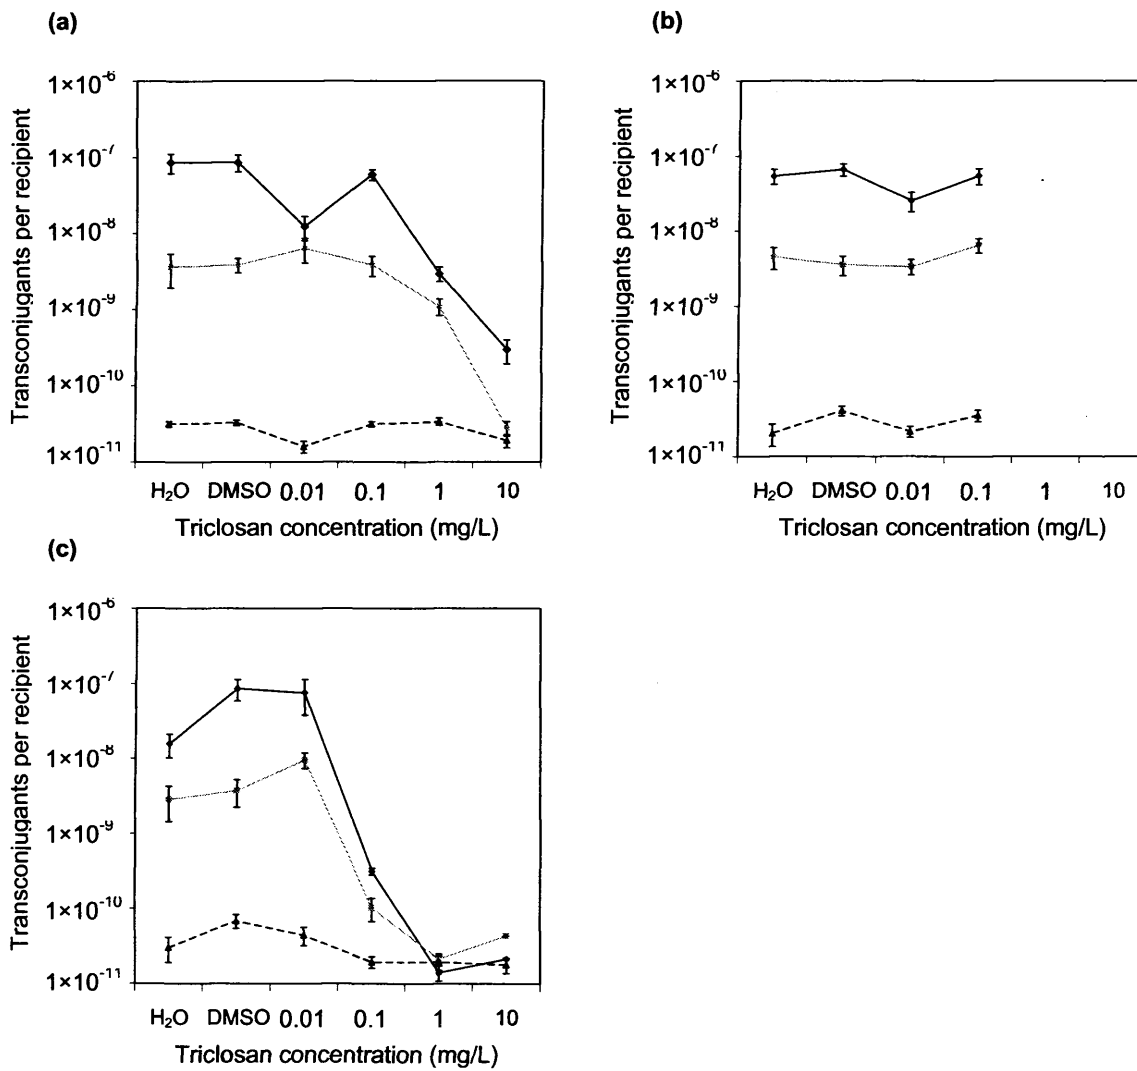 (a)
Transconjugants per recipient
1×10⁻⁶
1×10⁻⁷
1×10⁻⁸
1×10⁻⁹
1×10⁻¹⁰
1×10⁻¹¹
H₂O DMSO 0.01 0.1 1 10
Triclosan concentration (mg/L)
(b)
Transconjugants per recipient
1×10⁻⁶
1×10⁻⁷
1×10⁻⁸
1×10⁻⁹
1×10⁻¹⁰
1×10⁻¹¹
H₂O DMSO 0.01 0.1 1 10
Triclosan concentration (mg/L)
(c)
Transconjugants per recipient
1×10⁻⁶
1×10⁻⁷
1×10⁻⁸
1×10⁻⁹
1×10⁻¹⁰
1×10⁻¹¹
H₂O DMSO 0.01 0.1 1 10
Triclosan concentration (mg/L)